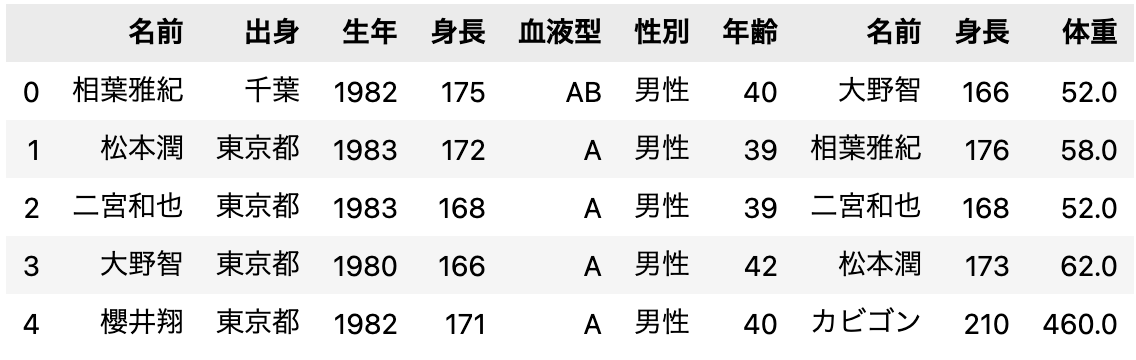 名前 出身 生年 身長 血液型 性別 年齢 名前 身長 体重
0 相葉雅紀 千葉 1982 175 AB 男性 40 大野智 166 52.0
1 松本潤 東京都 1983 172 A 男性 39 相葉雅紀 176 58.0
2 二宮和也 東京都 1983 168 A 男性 39 二宮和也 168 52.0
3 大野智 東京都 1980 166 A 男性 42 松本潤 173 62.0
4 櫻井翔 東京都 1982 171 A 男性 40 カビゴン 210 460.0